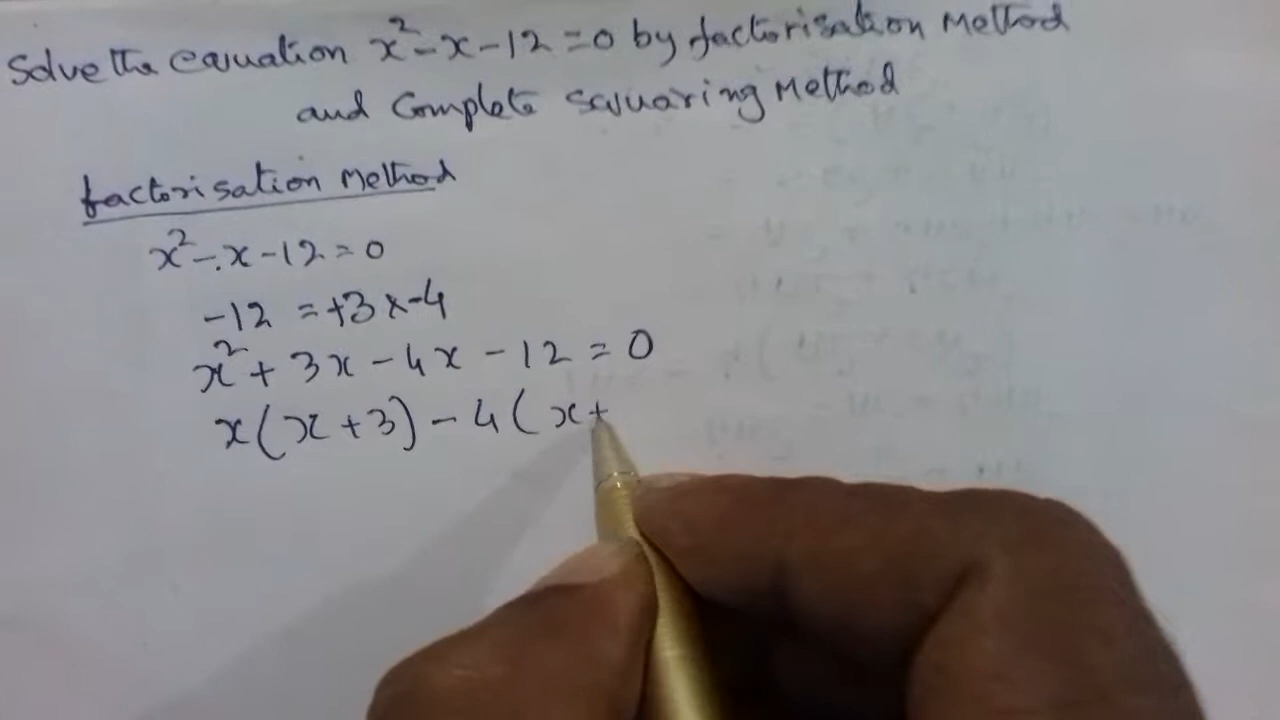 Solve the equation x² - x - 12 = 0 by factorisation Method
and Complete Squaring Method
factorisation Method
x² - x - 12 = 0
-12 = +3 x -4
x² + 3x - 4x - 12 = 0
x(x + 3) - 4(x +